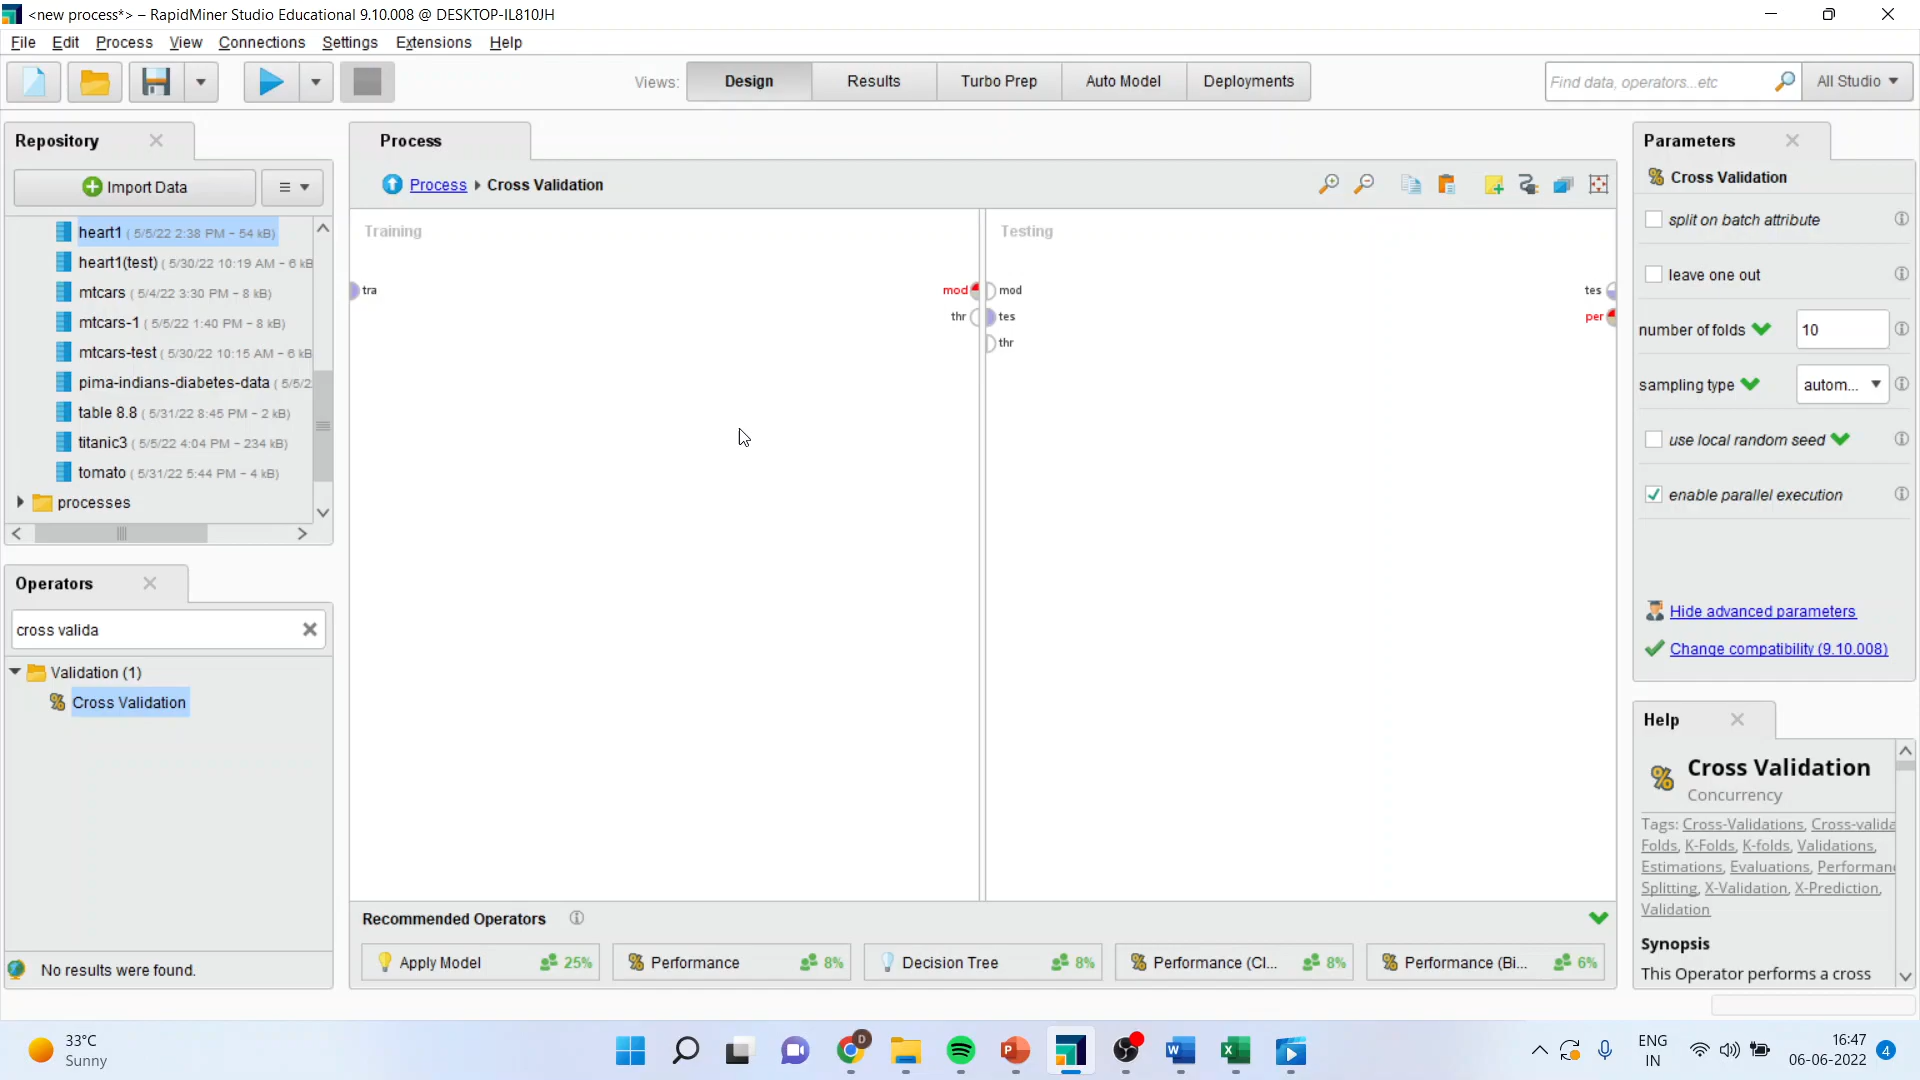 <new process*> – RapidMiner Studio Educational 9.10.008 @ DESKTOP-IL810JH
File Edit Process View Connections Settings Extensions Help
Views: Design Results Turbo Prep Auto Model Deployments
Find data, operators...etc
All Studio
Repository
Import Data
heart1 ( 5/5/22 2:38 PM – 54 kB)
heart1(test) ( 5/30/22 10:19 AM – 6 kB
mtcars ( 5/4/22 3:30 PM – 8 kB)
mtcars-1 ( 5/5/22 1:40 PM – 8 kB)
mtcars-test ( 5/30/22 10:15 AM – 6 kB
pima-indians-diabetes-data ( 5/5/2
table 8.8 ( 5/31/22 8:45 PM – 2 kB)
titanic3 ( 5/5/22 4:04 PM – 234 kB)
tomato ( 5/31/22 5:44 PM – 4 kB)
processes
Operators
cross valida
Validation (1)
Cross Validation
No results were found.
Process
Process Cross Validation
Training
tra
mod
thr
Testing
mod
tes
thr
tes
per
Recommended Operators
Apply Model 25%
Performance 8%
Decision Tree 8%
Performance (Cl... 8%
Performance (Bi... 6%
Parameters
Cross Validation
split on batch attribute
leave one out
number of folds 10
sampling type autom...
use local random seed
enable parallel execution
Hide advanced parameters
Change compatibility (9.10.008)
Help
Cross Validation
Concurrency
Tags: Cross-Validations, Cross-valida
Folds, K-Folds, K-folds, Validations,
Estimations, Evaluations, Performan
Splitting, X-Validation, X-Prediction,
Validation
Synopsis
This Operator performs a cross
33°C
Sunny
D
ENG
IN
16:47
06-06-2022
4